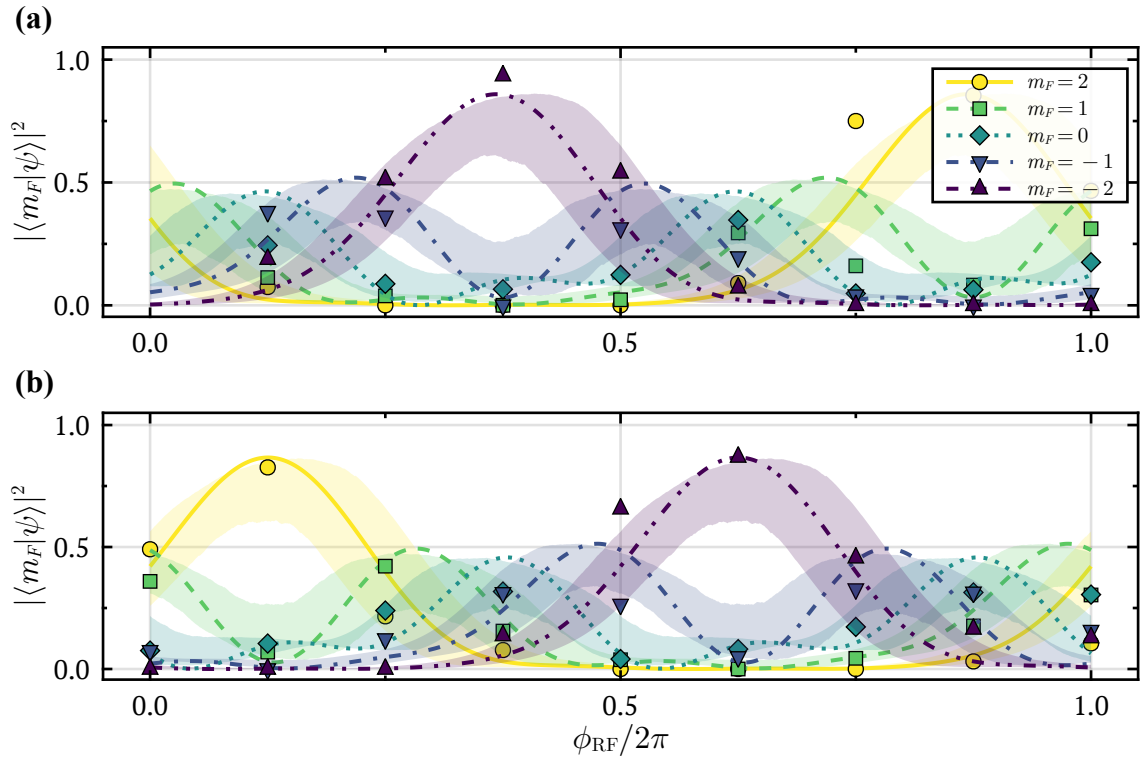 (a)
1.0
0.5
0.0
|⟨m_F|ψ⟩|²
m_F = 2
m_F = 1
m_F = 0
m_F = − 1
m_F = − 2
0.0 0.5 1.0
(b)
1.0
0.5
0.0
|⟨m_F|ψ⟩|²
0.0 0.5 1.0
ϕ_RF/2π